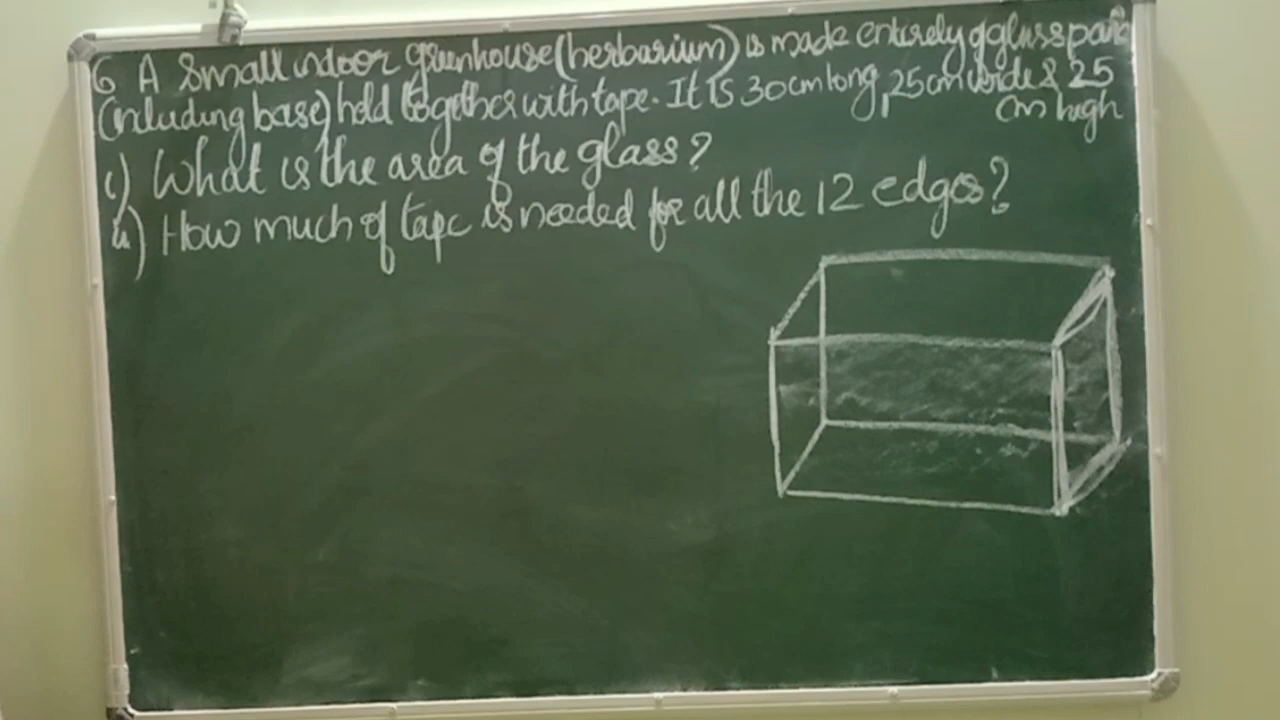 6 A Small indoor greenhouse (herbarium) is made entirely of glass pane
(including base) held together with tape. It is 30cm long, 25cm wide & 25
cm high
i) What is the area of the glass?
ii) How much of tape is needed for all the 12 edges?